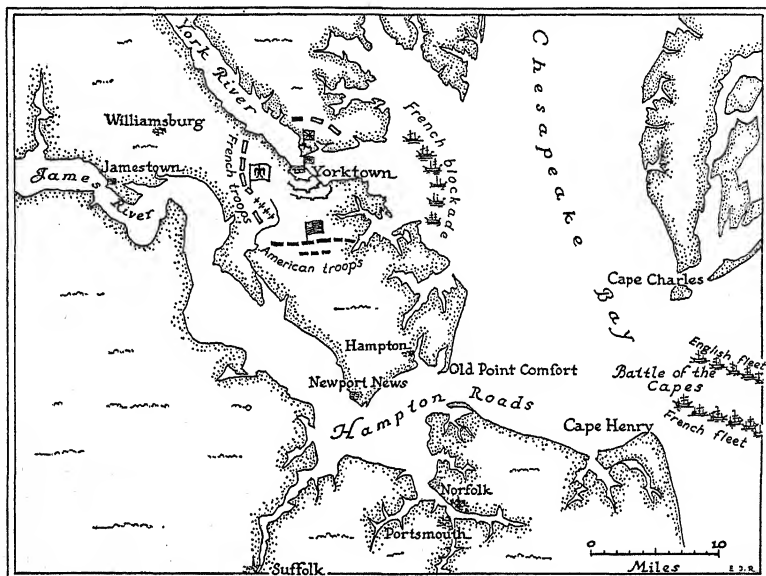 York River
Chesapeake Bay
Williamsburg
French troops
French blockade
Jamestown
Yorktown
James River
American troops
Cape Charles
Hampton
English fleet
Battle of the
Capes
French fleet
Old Point Comfort
Newport News
Hampton Roads
Cape Henry
Norfolk
Portsmouth
Suffolk
0 10
Miles
E.J.R.